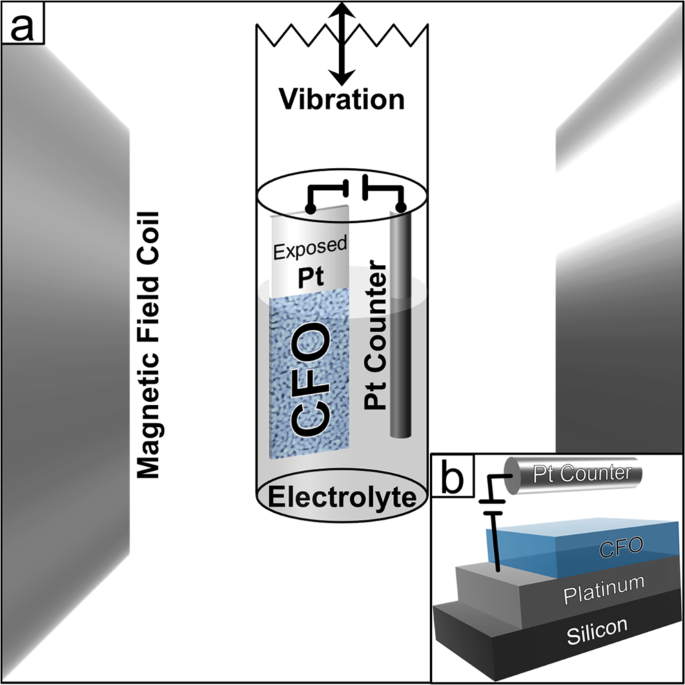 a
Vibration
Magnetic Field Coil
Exposed
Pt
CFO
Pt Counter
Electrolyte
b
Pt Counter
CFO
Platinum
Silicon